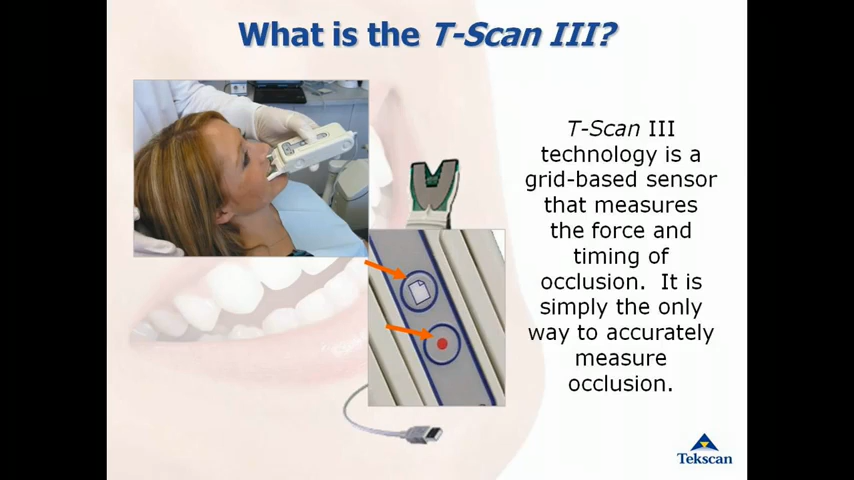 What is the T-Scan III?
T-Scan III
technology is a
grid-based sensor
that measures
the force and
timing of
occlusion.  It is
simply the only
way to accurately
measure
occlusion.
Tekscan